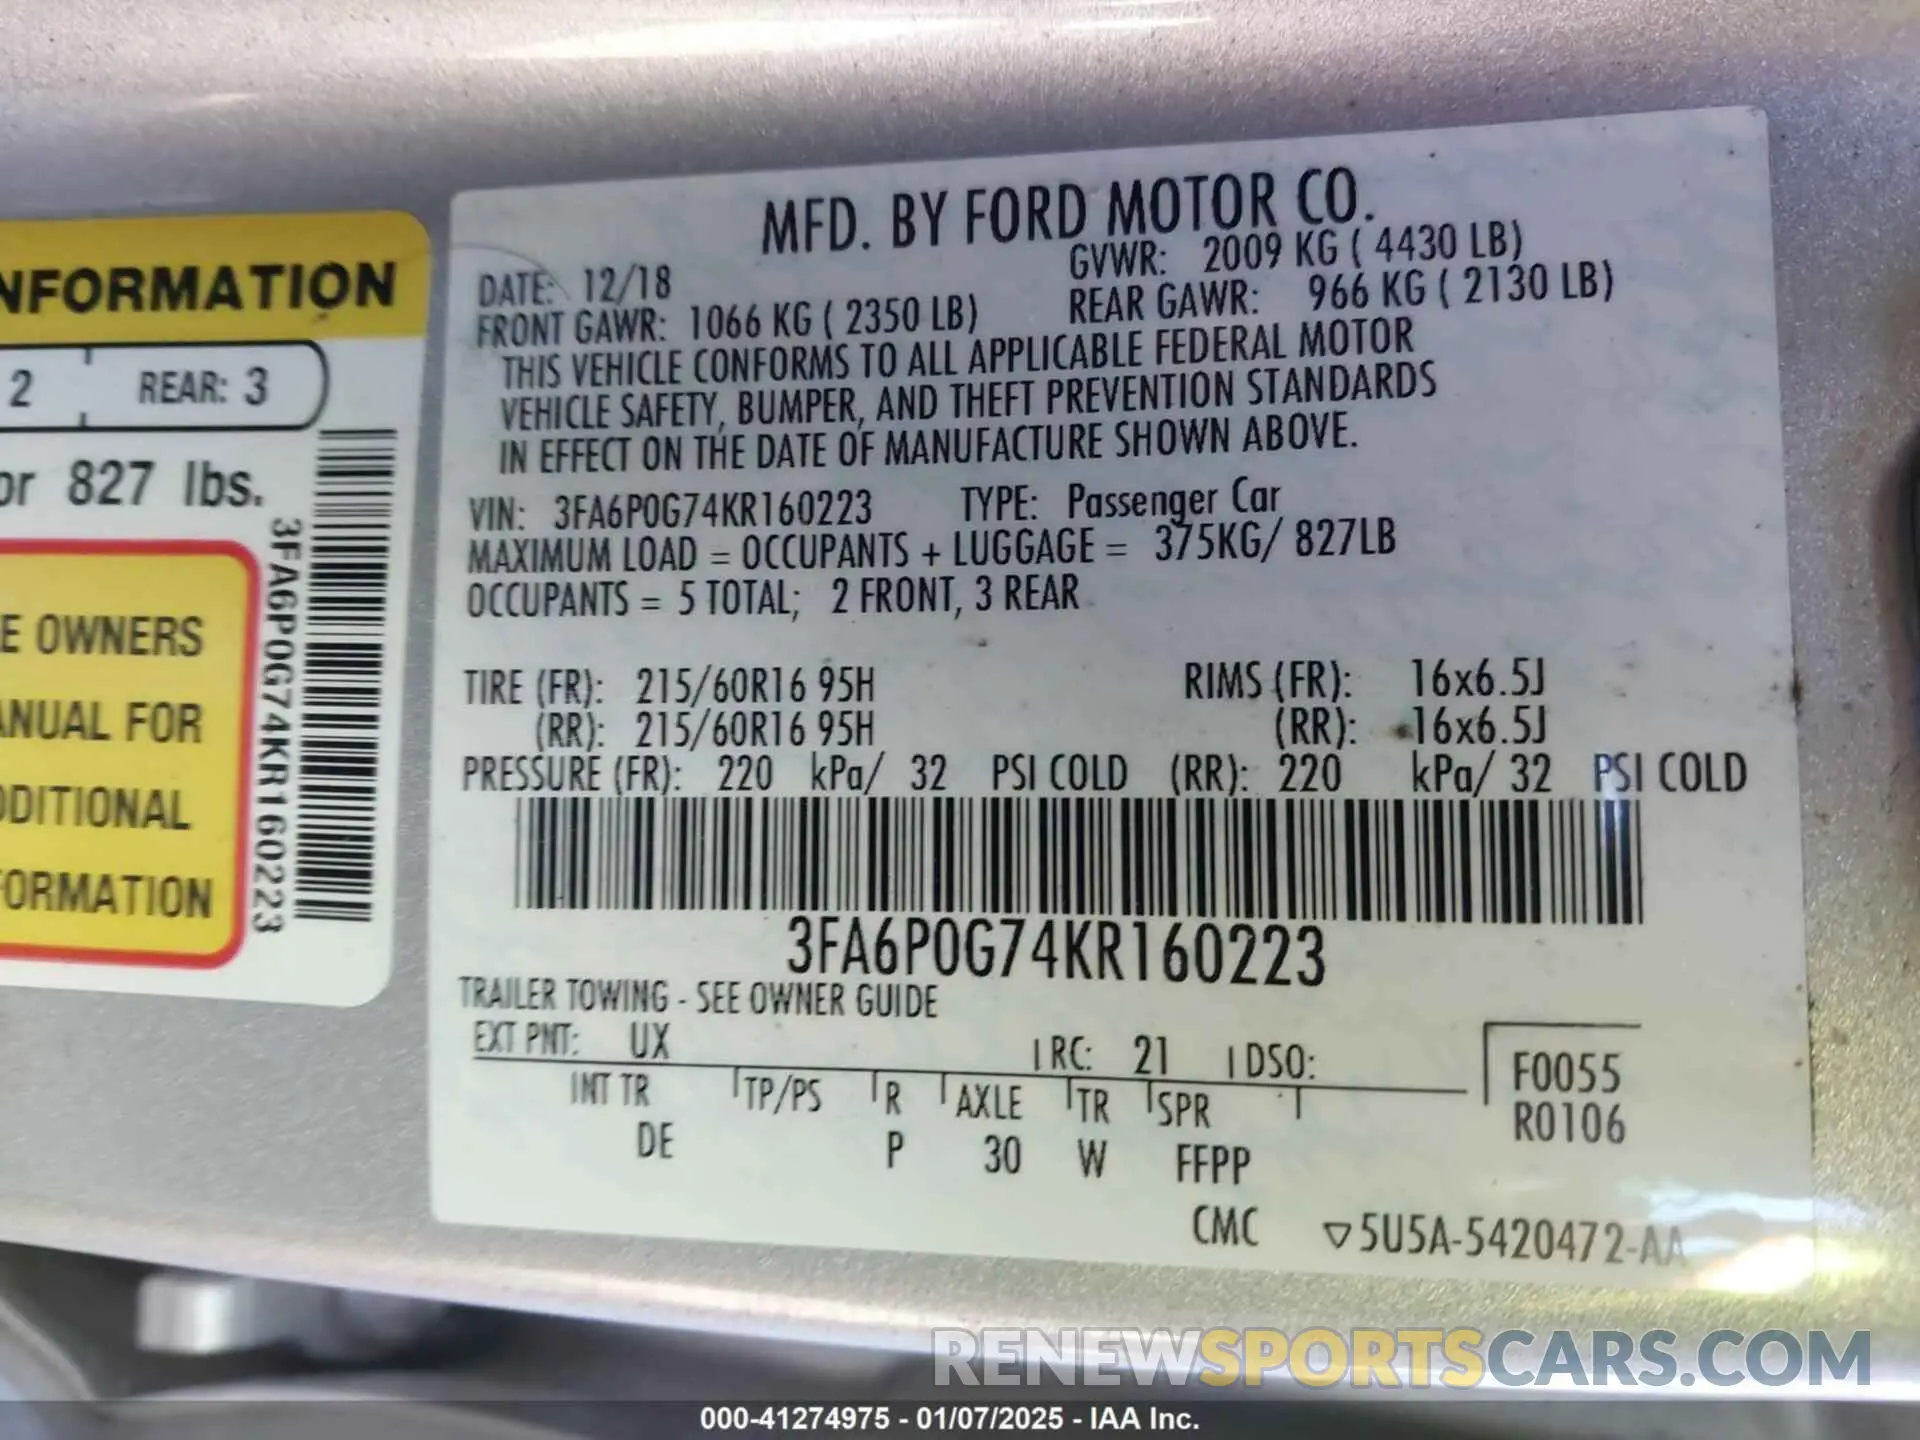 NFORMATION
2 REAR: 3
or 827 lbs.
E OWNERS
ANUAL FOR
DDITIONAL
FORMATION
3FA6P0G74KR160223
MFD. BY FORD MOTOR CO.
DATE: 12/18 GVWR: 2009 KG ( 4430 LB)
FRONT GAWR: 1066 KG ( 2350 LB) REAR GAWR: 966 KG ( 2130 LB)
THIS VEHICLE CONFORMS TO ALL APPLICABLE FEDERAL MOTOR
VEHICLE SAFETY, BUMPER, AND THEFT PREVENTION STANDARDS
IN EFFECT ON THE DATE OF MANUFACTURE SHOWN ABOVE.
VIN: 3FA6P0G74KR160223 TYPE: Passenger Car
MAXIMUM LOAD = OCCUPANTS + LUGGAGE = 375KG/ 827LB
OCCUPANTS = 5 TOTAL; 2 FRONT, 3 REAR
TIRE (FR): 215/60R16 95H RIMS (FR): 16x6.5J
(RR): 215/60R16 95H (RR): 16x6.5J
PRESSURE (FR): 220 kPa/ 32 PSI COLD (RR): 220 kPa/ 32 PSI COLD
3FA6P0G74KR160223
TRAILER TOWING - SEE OWNER GUIDE
EXT PNT: UX RC: 21 DSO:
INT TR TP/PS R AXLE TR SPR
DE P 30 W FFPP
F0055
R0106
CMC ▽5U5A-5420472-AA
RENEWSPORTSCARS.COM
000-41274975 - 01/07/2025 - IAA Inc.